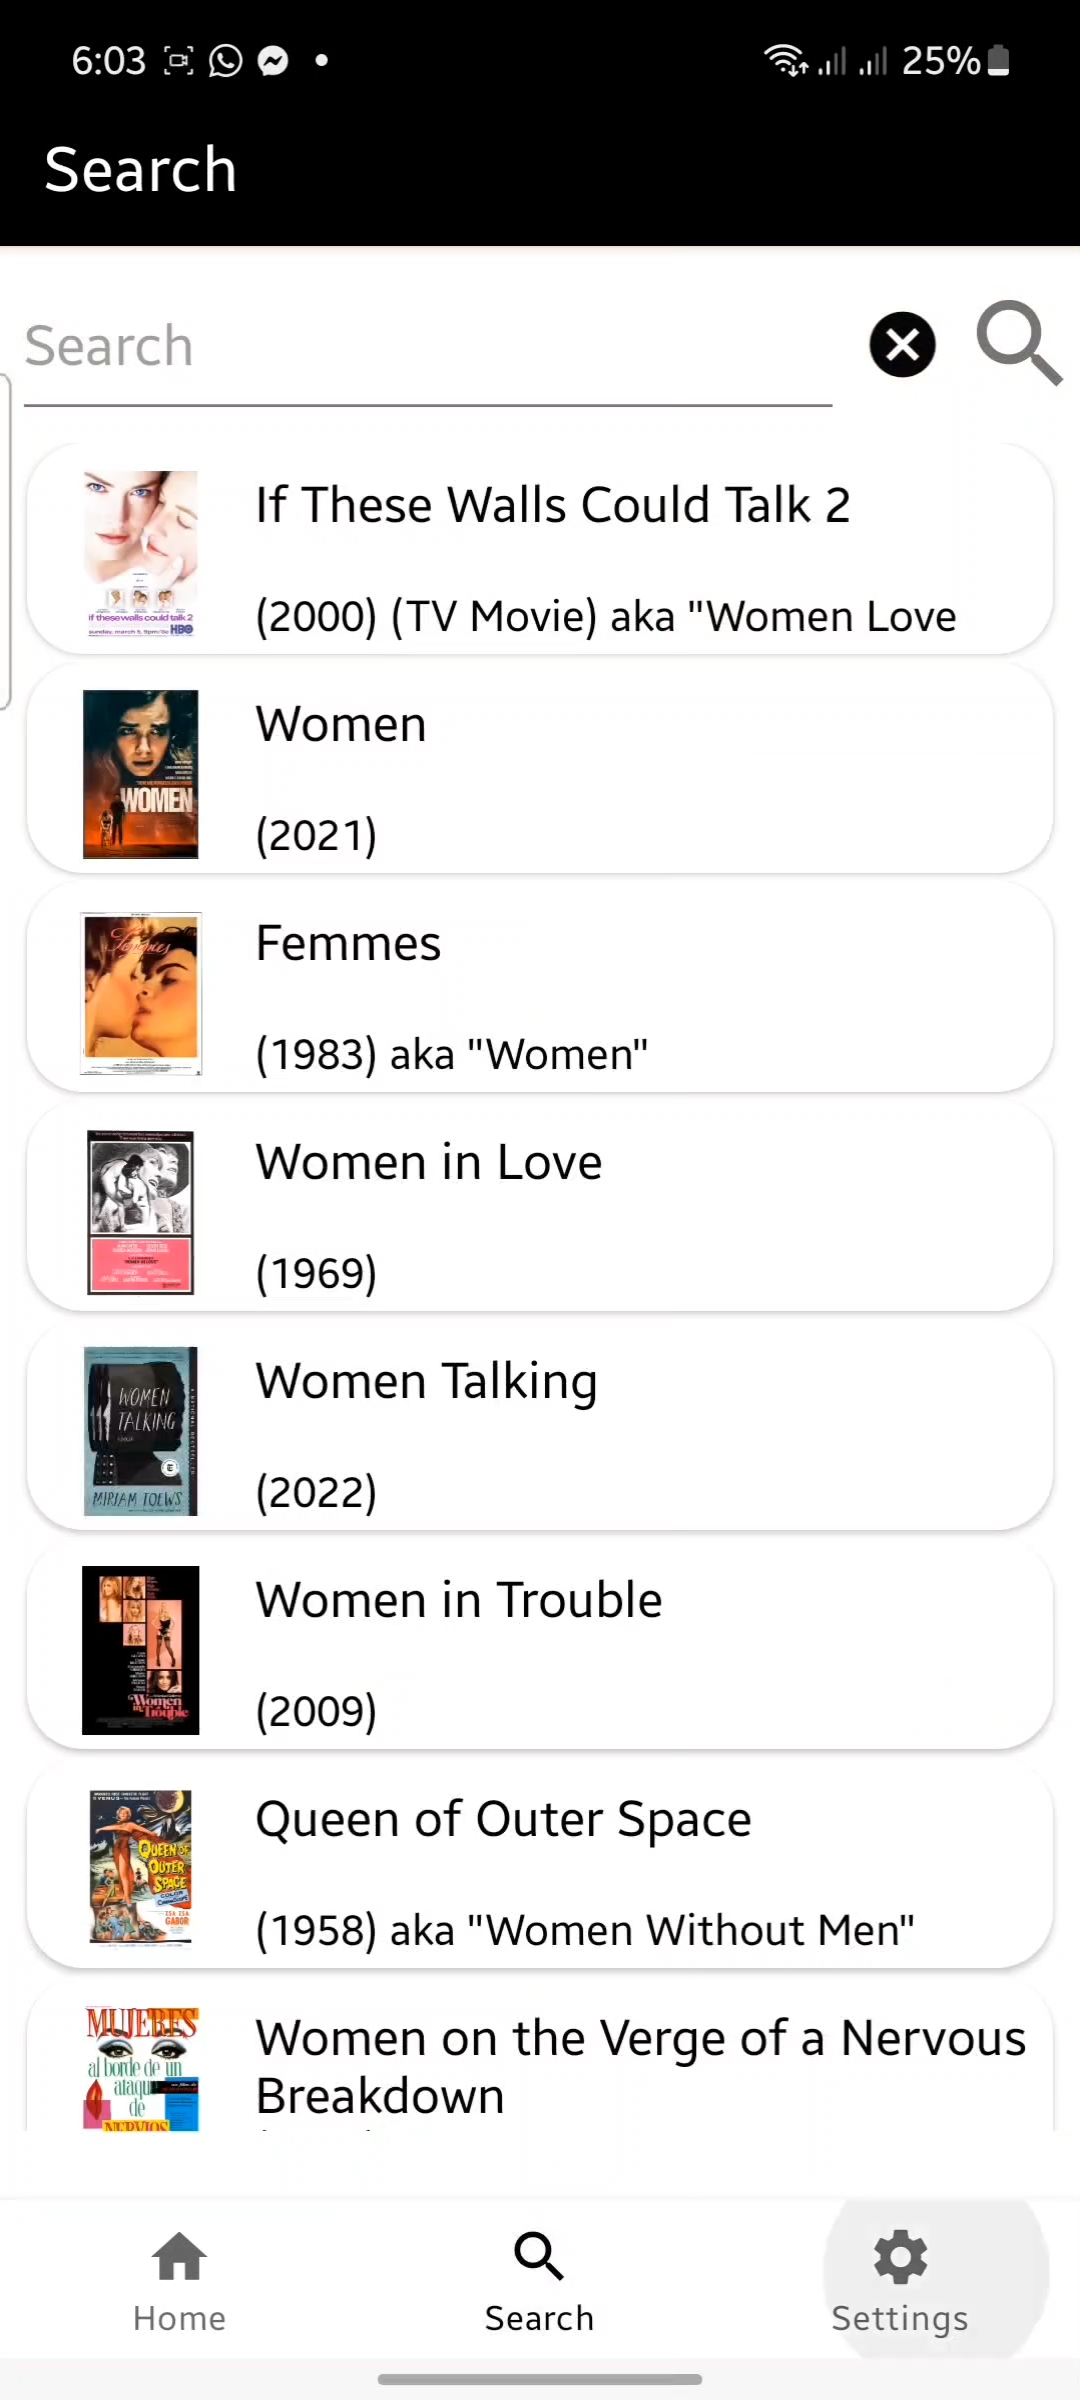 6:03
25%
Search
Search
If These Walls Could Talk 2
(2000) (TV Movie) aka "Women Love
if these walls could talk 2
HBO
Women
(2021)
WOMEN
Femmes
(1983) aka "Women"
Femmes
Women in Love
(1969)
Women Talking
(2022)
WOMEN
TALKING
MIRIAM TOEWS
Women in Trouble
(2009)
Women
in Trouble
Queen of Outer Space
(1958) aka "Women Without Men"
QUEEN OF
OUTER
SPACE
ZSA ZSA
GABOR
Women on the Verge of a Nervous
Breakdown
MUJERES
al borde de un
ataque
de
NERVIOS
Home
Search
Settings